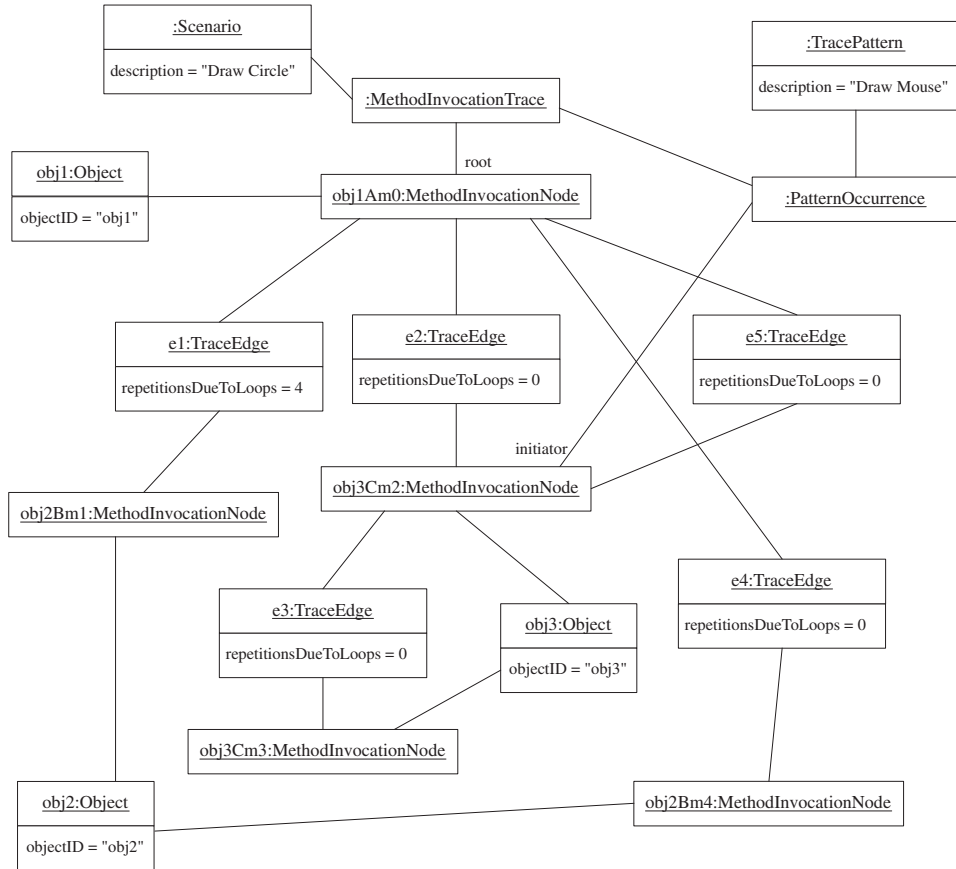 :Scenario
description = "Draw Circle"
:TracePattern
description = "Draw Mouse"
:MethodInvocationTrace
root
obj1:Object
objectID = "obj1"
obj1Am0:MethodInvocationNode
:PatternOccurrence
e1:TraceEdge
repetitionsDueToLoops = 4
e2:TraceEdge
repetitionsDueToLoops = 0
e5:TraceEdge
repetitionsDueToLoops = 0
initiator
obj3Cm2:MethodInvocationNode
obj2Bm1:MethodInvocationNode
e3:TraceEdge
repetitionsDueToLoops = 0
obj3:Object
objectID = "obj3"
e4:TraceEdge
repetitionsDueToLoops = 0
obj3Cm3:MethodInvocationNode
obj2:Object
objectID = "obj2"
obj2Bm4:MethodInvocationNode